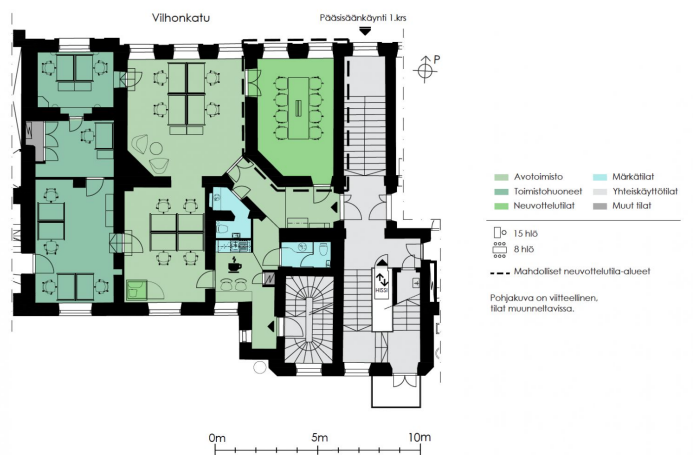 Vilhonkatu
Pääsisäänkäynti 1.krs
P
HISSI
Avotoimisto
Toimistohuoneet
Neuvottelutilat
Märkätilat
Yhteiskäyttötilat
Muut tilat
15 hlö
8 hlö
Mahdolliset neuvottelutila-alueet
Pohjakuva on viitteellinen,
tilat muunneltavissa.
0m 5m 10m